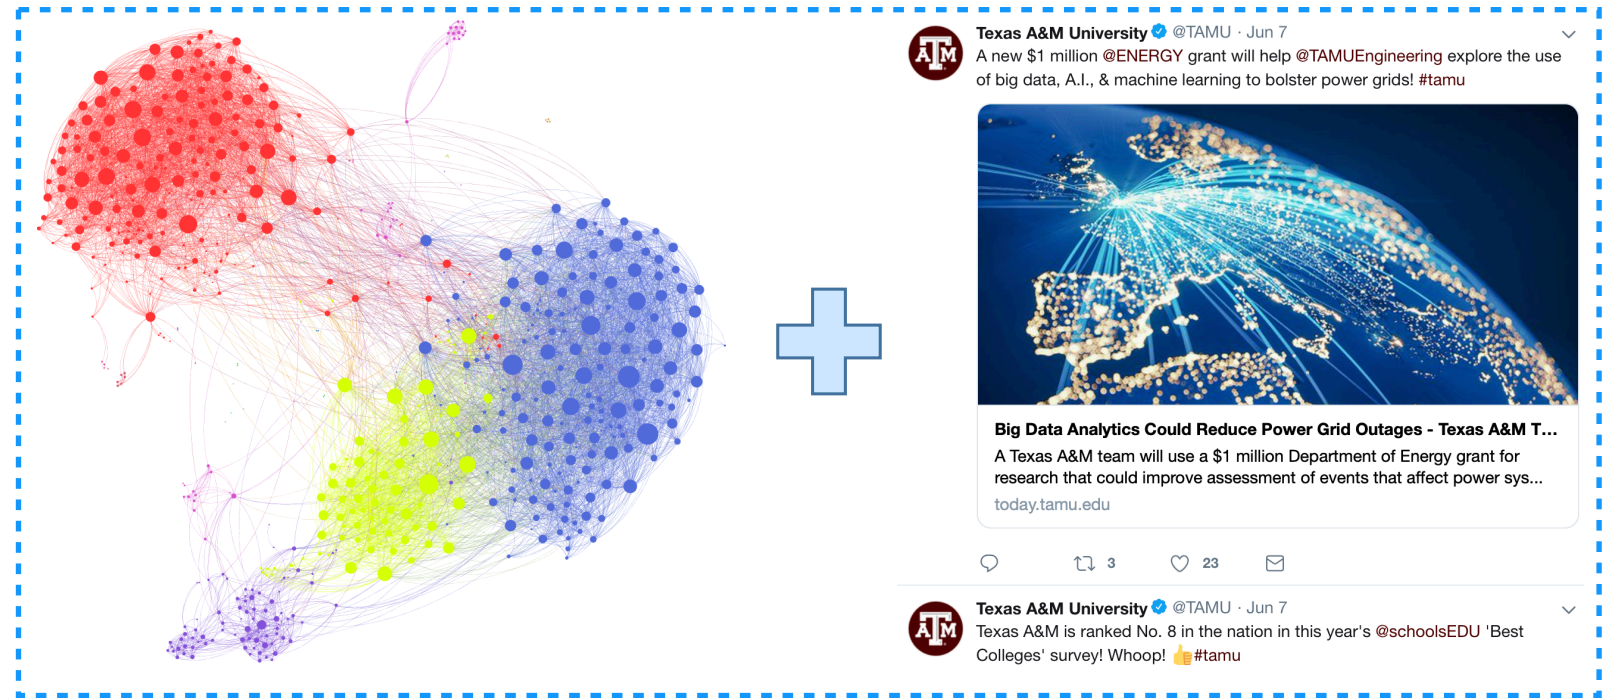 Texas A&M University @TAMU · Jun 7
A new $1 million @ENERGY grant will help @TAMUEngineering explore the use
of big data, A.I., & machine learning to bolster power grids! #tamu
Big Data Analytics Could Reduce Power Grid Outages - Texas A&M T...
A Texas A&M team will use a $1 million Department of Energy grant for
research that could improve assessment of events that affect power sys...
today.tamu.edu
3 23
Texas A&M University @TAMU · Jun 7
Texas A&M is ranked No. 8 in the nation in this year's @schoolsEDU 'Best
Colleges' survey! Whoop! 👍#tamu